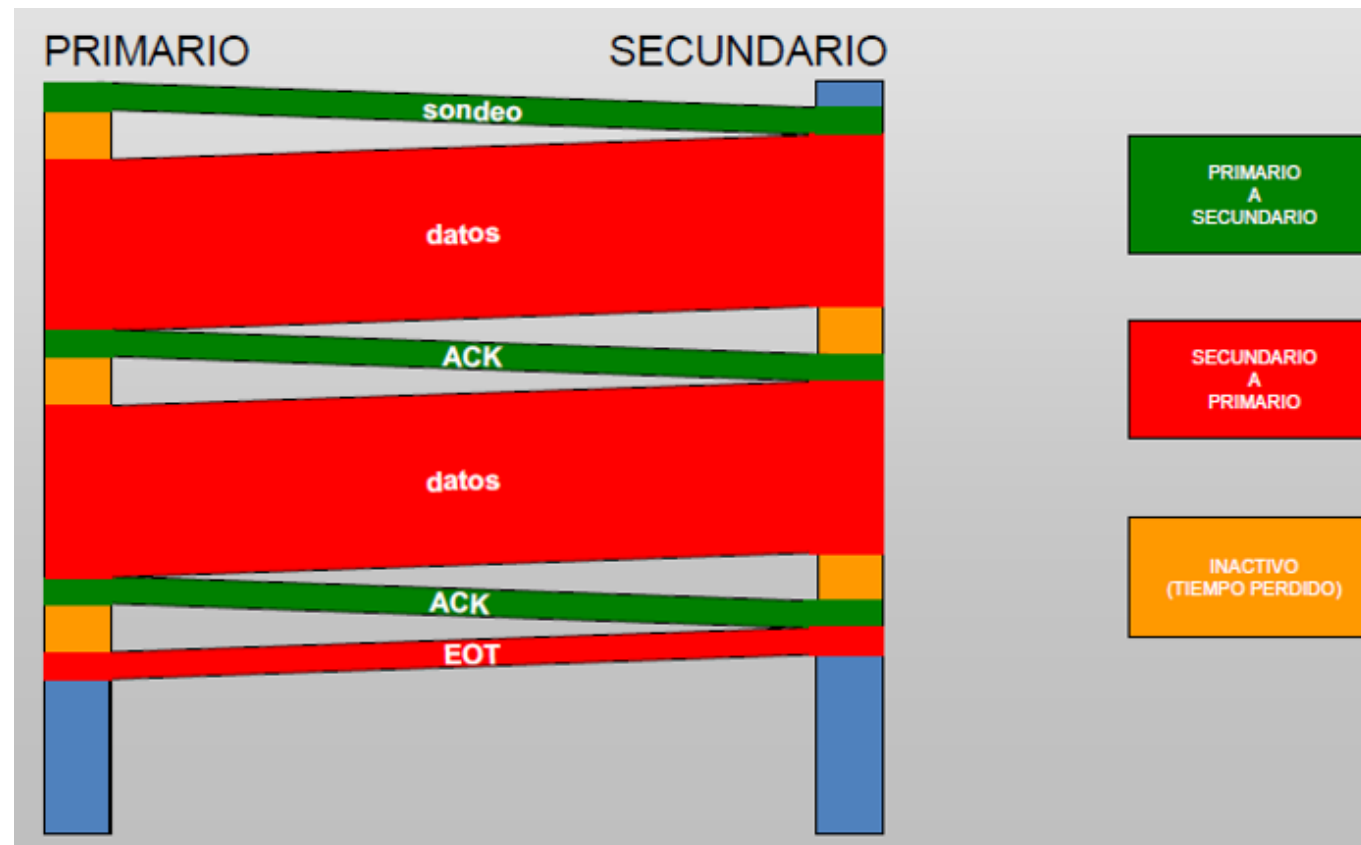 PRIMARIO
SECUNDARIO
sondeo
datos
ACK
datos
ACK
EOT
PRIMARIO
A
SECUNDARIO
SECUNDARIO
A
PRIMARIO
INACTIVO
(TIEMPO PERDIDO)